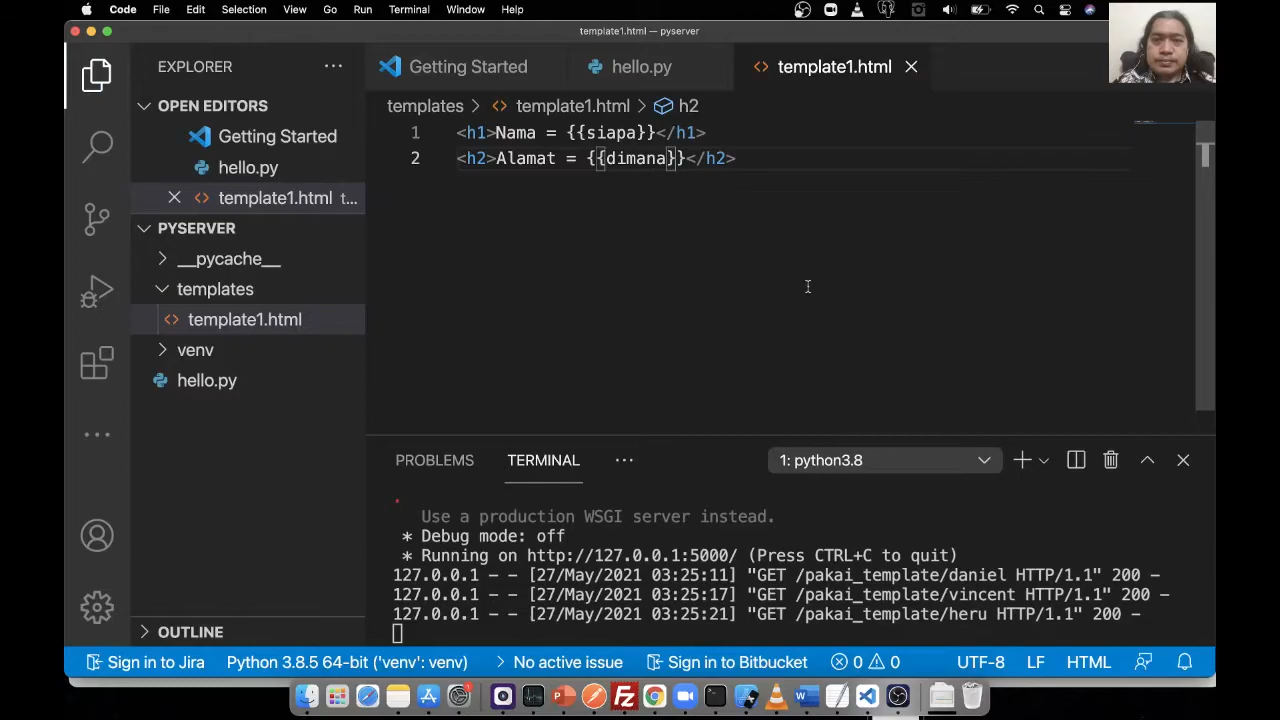 Code File Edit Selection View Go Run Terminal Window Help
template1.html — pyserver
EXPLORER
Getting Started
hello.py
template1.html
OPEN EDITORS
templates > template1.html > h2
Getting Started
hello.py
template1.html t...
PYSERVER
__pycache__
templates
template1.html
venv
hello.py
OUTLINE
1 <h1>Nama = {{siapa}}</h1>
2 <h2>Alamat = {{dimana}}</h2>
PROBLEMS TERMINAL ... 1: python3.8
Use a production WSGI server instead.
* Debug mode: off
* Running on http://127.0.0.1:5000/ (Press CTRL+C to quit)
127.0.0.1 - - [27/May/2021 03:25:11] "GET /pakai_template/daniel HTTP/1.1" 200 -
127.0.0.1 - - [27/May/2021 03:25:17] "GET /pakai_template/vincent HTTP/1.1" 200 -
127.0.0.1 - - [27/May/2021 03:25:21] "GET /pakai_template/heru HTTP/1.1" 200 -
Sign in to Jira Python 3.8.5 64-bit ('venv': venv) No active issue Sign in to Bitbucket 0 0 UTF-8 LF HTML